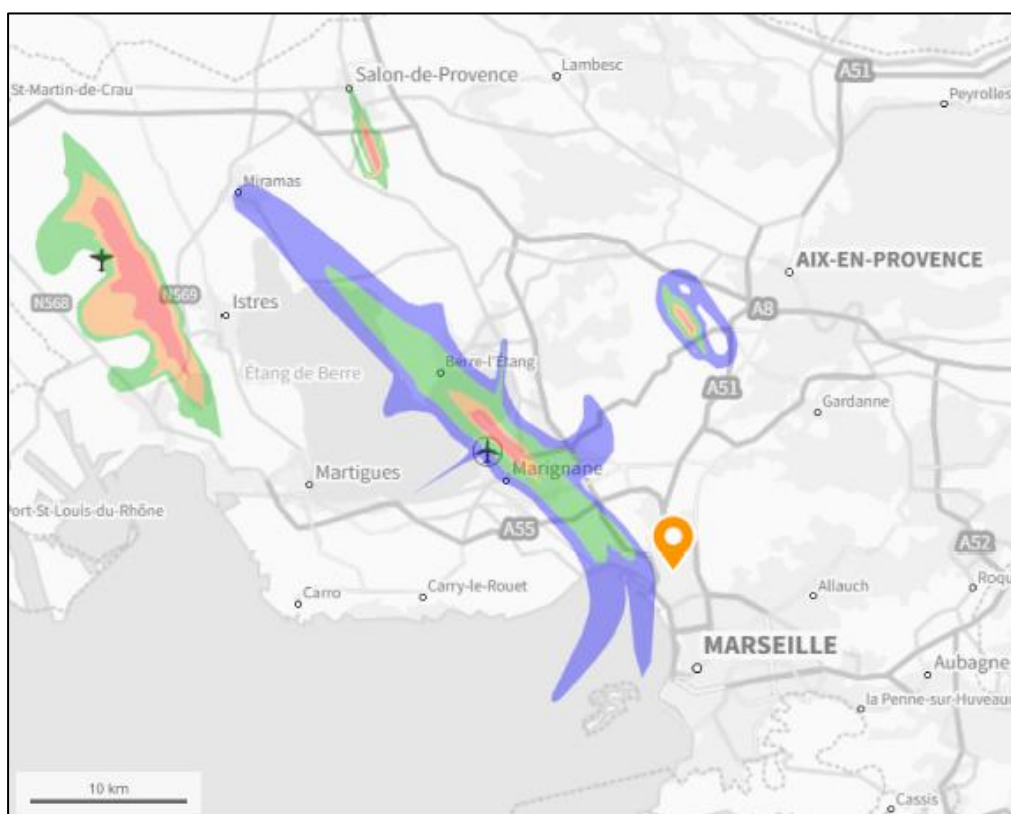 Lambesc
A51
Salon-de-Provence
St-Martin-de-Crau
Peyrolles
Miramas
AIX-EN-PROVENCE
N569
N568
Istres
A8
Étang de Berre
Berre-l'Étang
A51
Gardanne
Martigues
Marignane
Port-St-Louis-du-Rhône
A55
A52
Carro
Carry-le-Rouet
Allauch
Roqu
MARSEILLE
Aubagne
la Penne-sur-Huveaun
10 km
Cassis